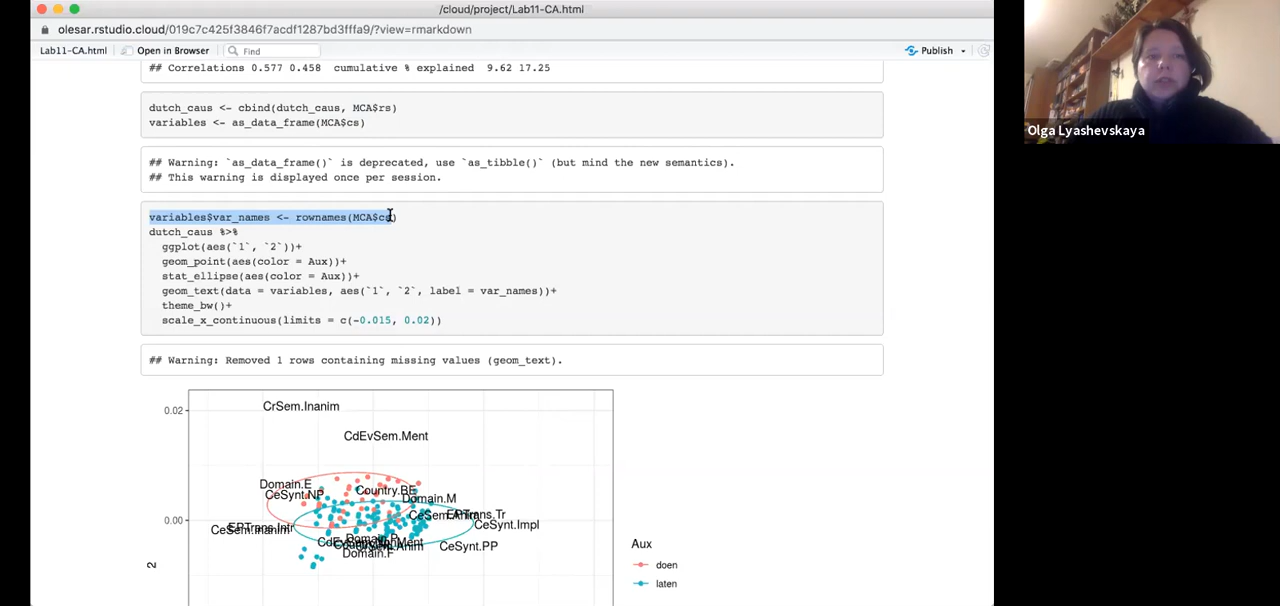 /cloud/project/Lab11-CA.html
olesar.rstudio.cloud/019c7c425f3846f7acdf1287bd3fffa9/?view=rmarkdown
Lab11-CA.html Open in Browser Find Publish
## Correlations 0.577 0.458 cumulative % explained 9.62 17.25
dutch_caus <- cbind(dutch_caus, MCA$rs)
variables <- as_data_frame(MCA$cs)
## Warning: `as_data_frame()` is deprecated, use `as_tibble()` (but mind the new semantics).
## This warning is displayed once per session.
variables$var_names <- rownames(MCA$cs)
dutch_caus %>%
ggplot(aes(`1`, `2`))+
geom_point(aes(color = Aux))+
stat_ellipse(aes(color = Aux))+
geom_text(data = variables, aes(`1`, `2`, label = var_names))+
theme_bw()+
scale_x_continuous(limits = c(-0.015, 0.02))
## Warning: Removed 1 rows containing missing values (geom_text).
0.02
CrSem.Inanim
CdEvSem.Ment
Domain.E
CeSynt.NP
Country.BE
Domain.M
0.00
EPTrans.Intr
CeSem.Inanim
CeSynt.Impl
CeSynt.PP
Domain.F
2
Aux
doen
laten
Olga Lyashevskaya